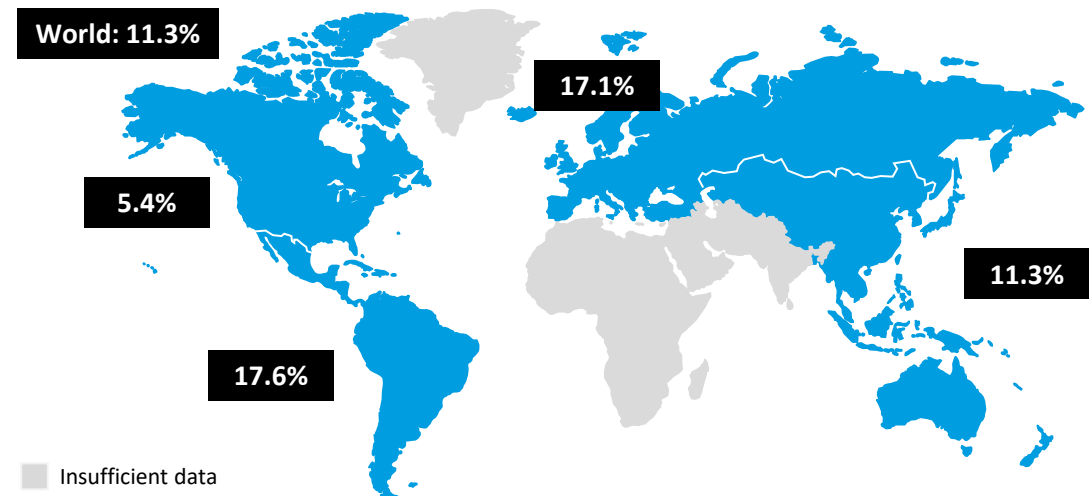 World: 11.3%
17.1%
5.4%
11.3%
17.6%
Insufficient data